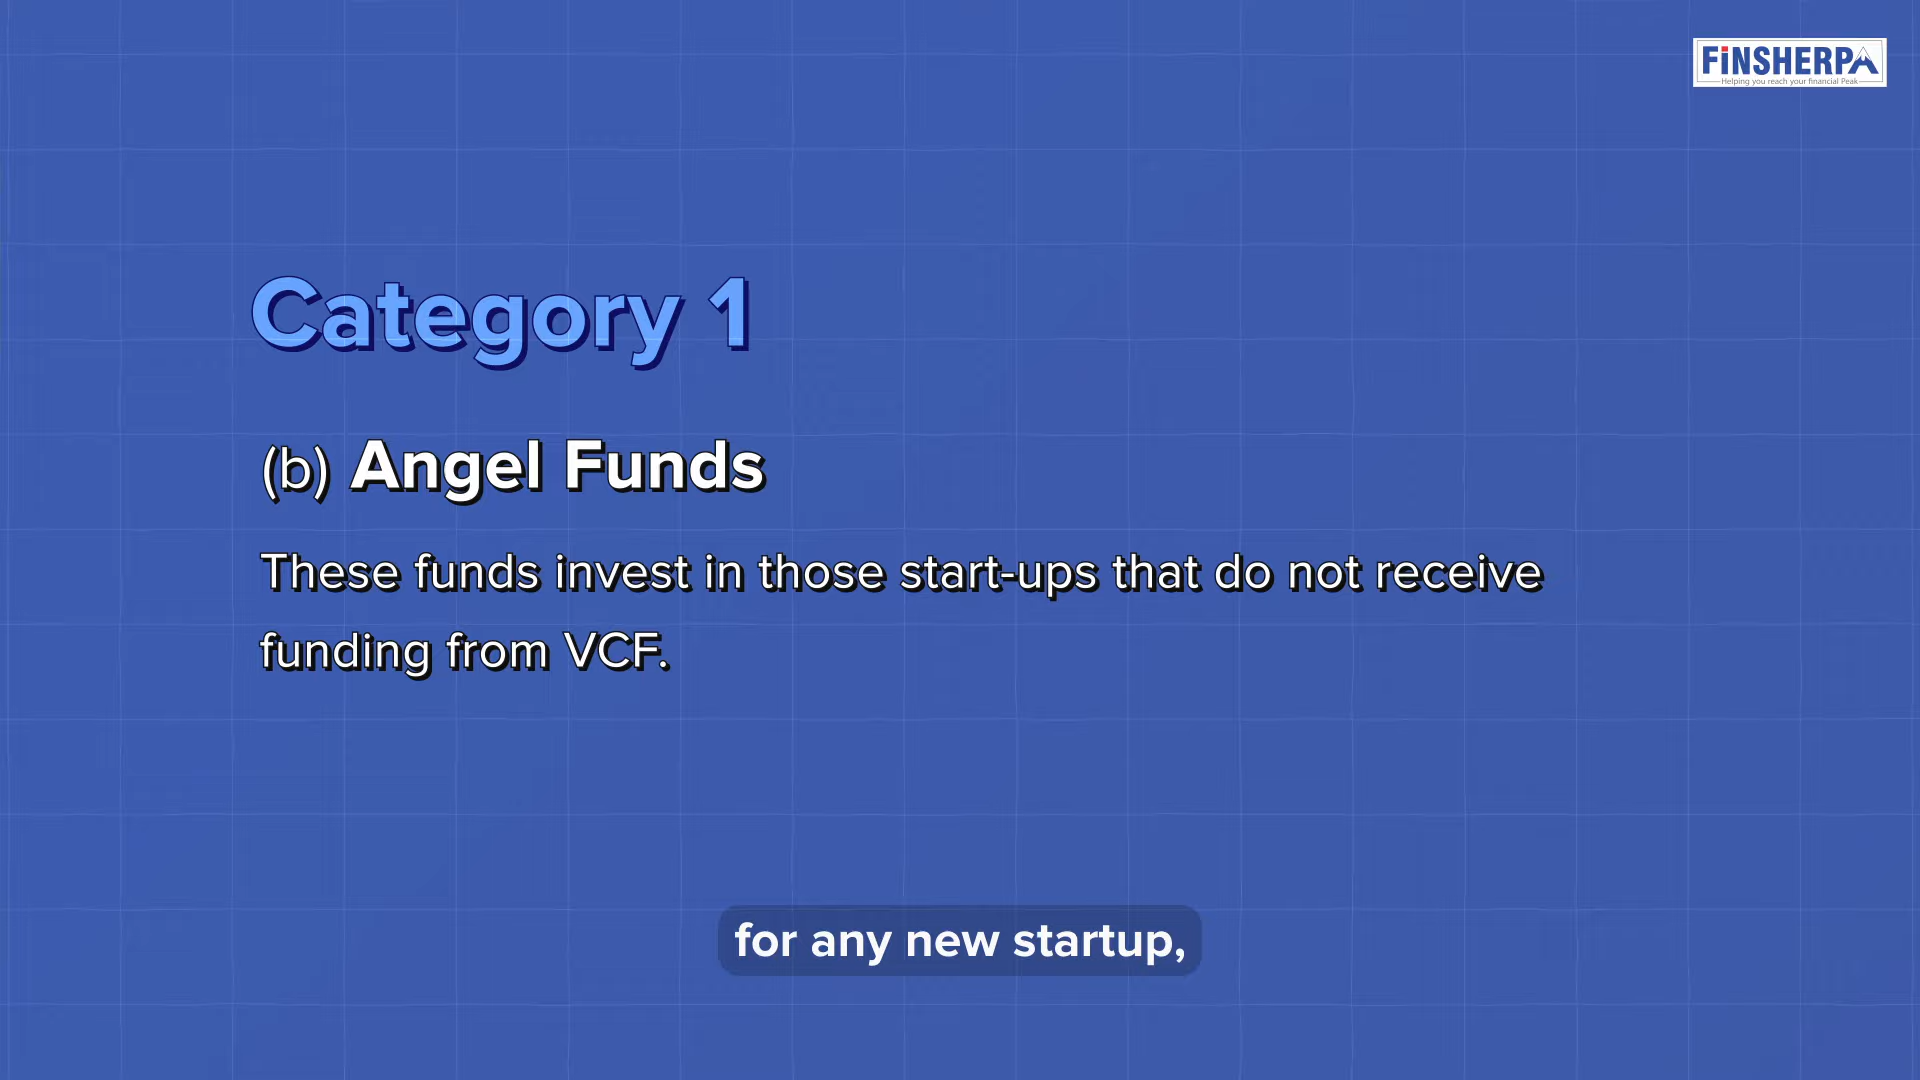 FiNSHERPA
Helping you reach your financial Peak
Category 1
(b) Angel Funds
These funds invest in those start-ups that do not receive
funding from VCF.
for any new startup,